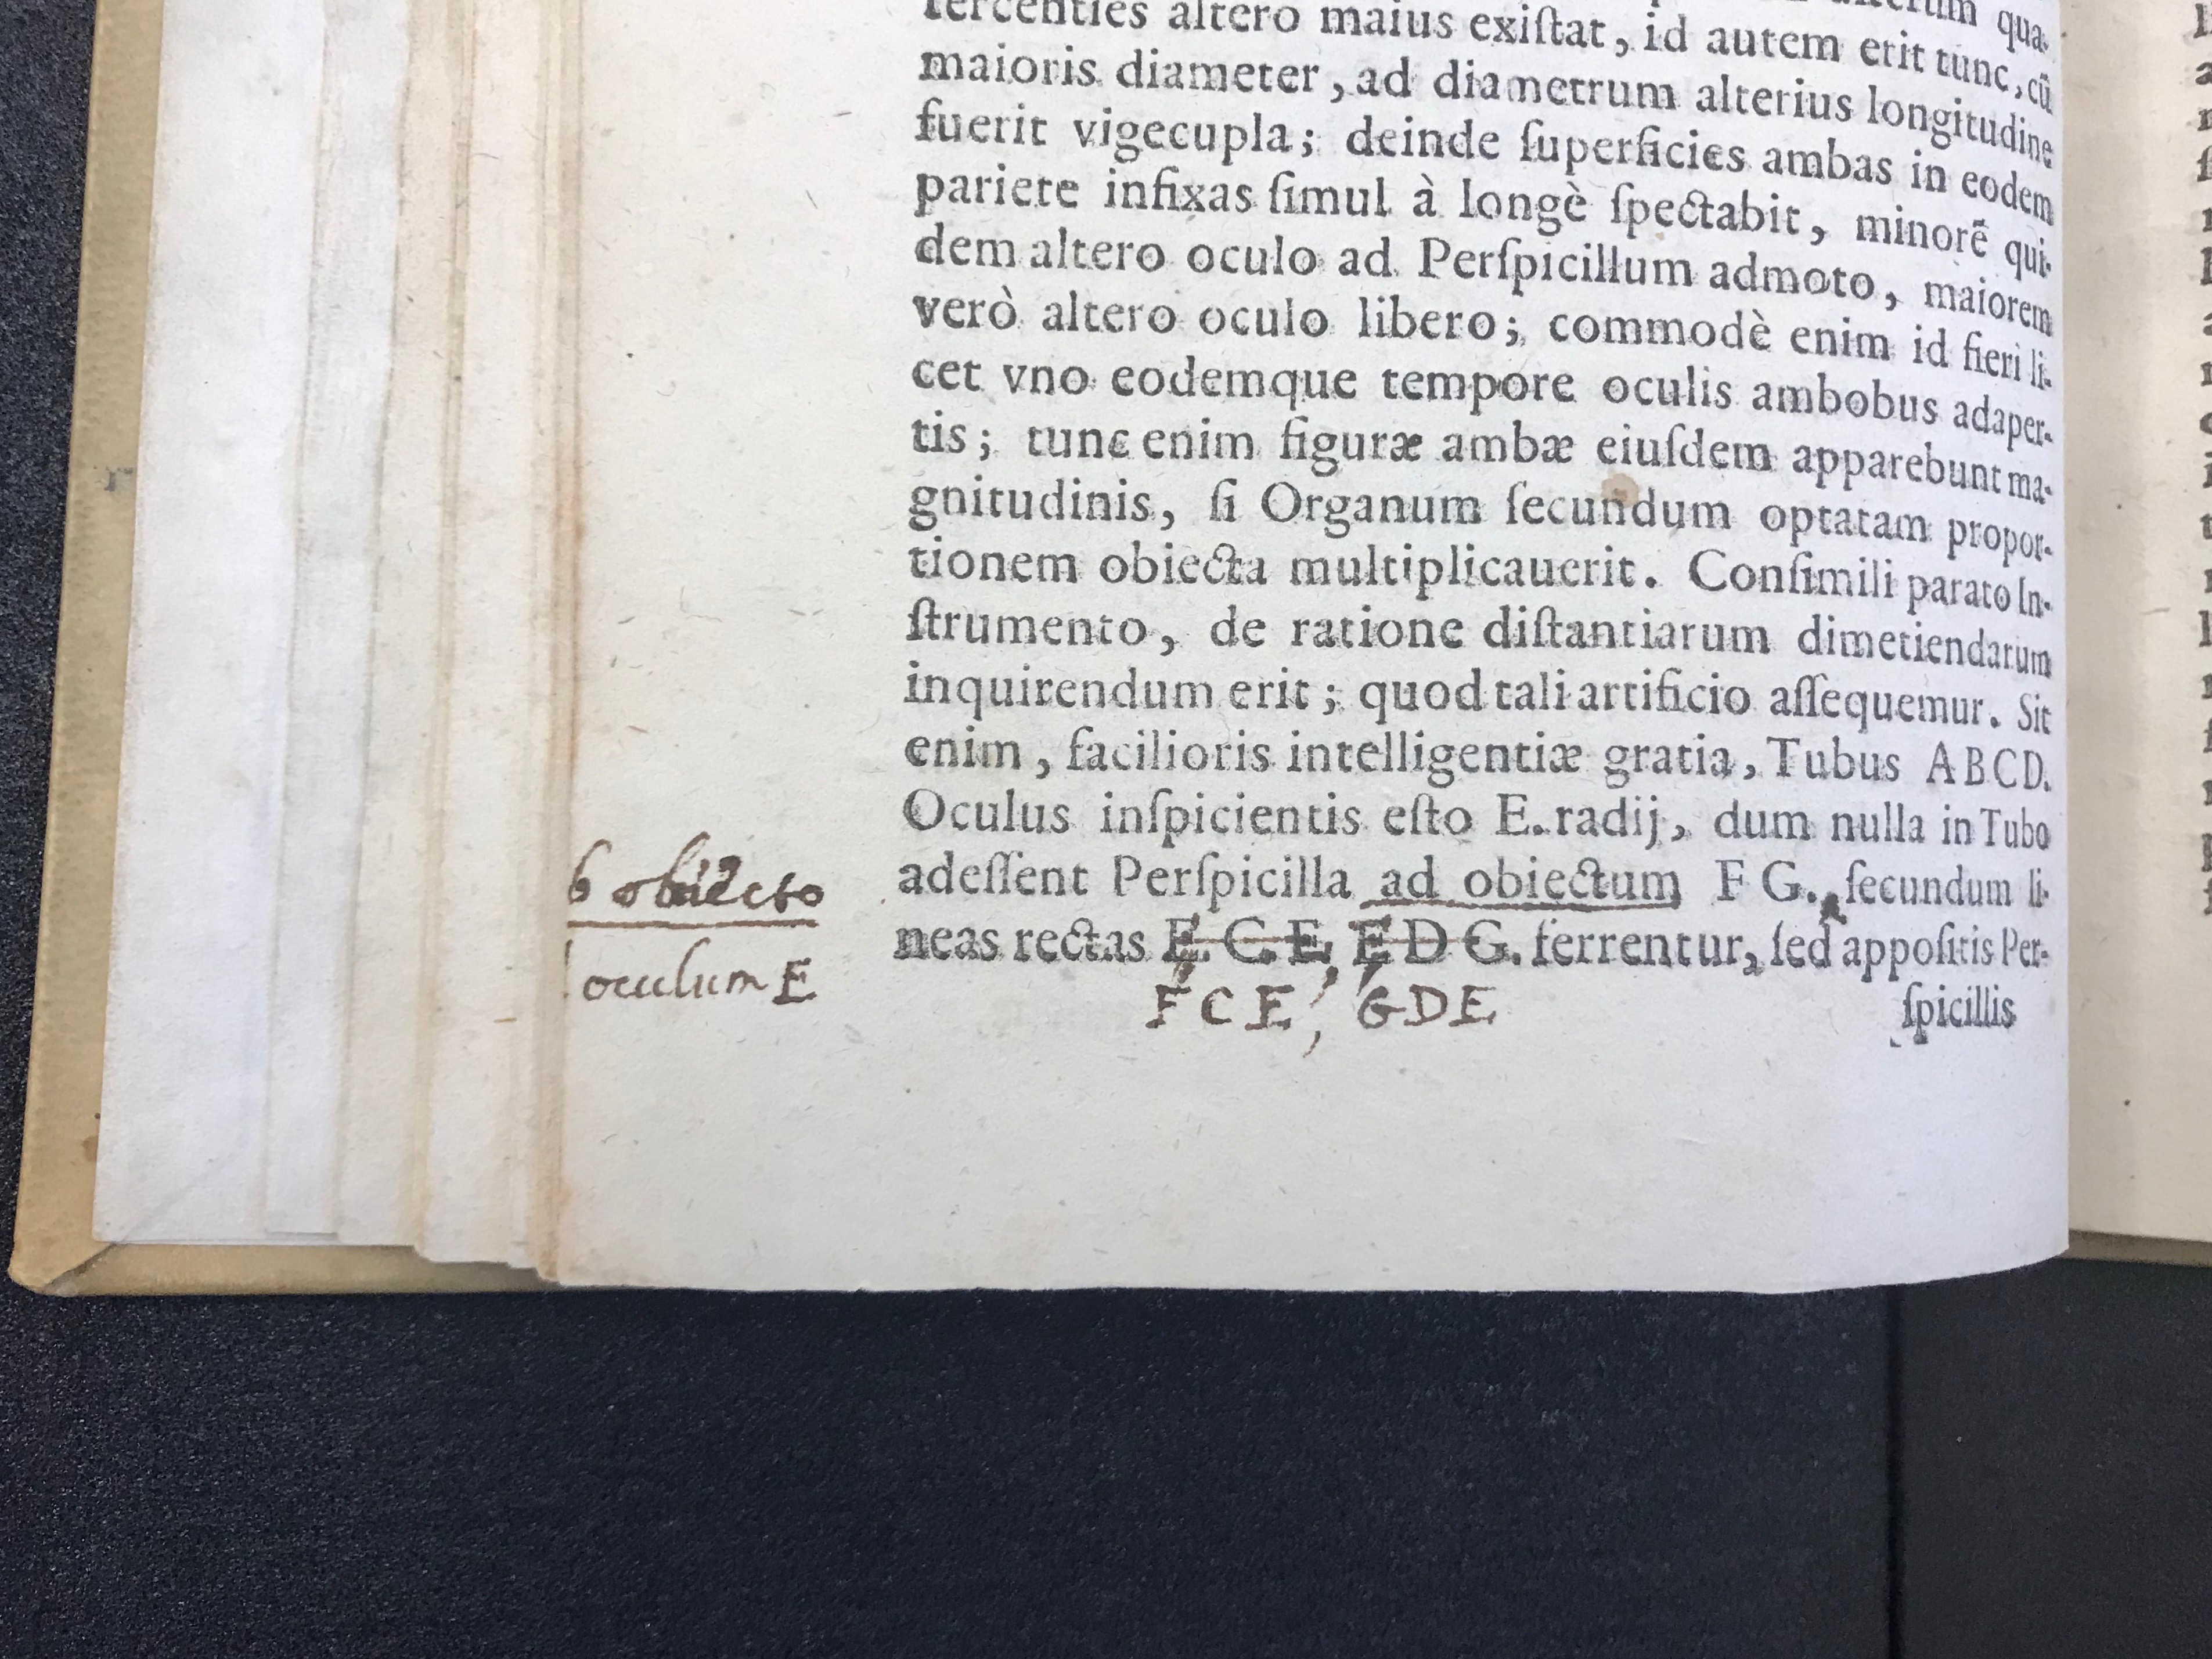 tercenties altero maius exiſtat, id autem erit tunc, cũ
maioris diameter, ad diametrum alterius longitudine
fuerit vigecupla; deinde ſuperficies ambas in eodem
pariete infixas ſimul à longè ſpectabit, minorẽ qui-
dem altero oculo ad Perſpicillum admoto, maiorem
verò altero oculo libero; commodè enim id fieri li-
cet vno eodemque tempore oculis ambobus adaper-
tis; tunc enim figuræ ambæ eiuſdem apparebunt ma-
gnitudinis, ſi Organum ſecundum optatam propor-
tionem obiecta multiplicauerit. Conſimili parato In-
ſtrumento, de ratione diſtantiarum dimetiendarum
inquirendum erit; quod tali artificio aſſequemur. Sit
enim, facilioris intelligentiæ gratia, Tubus ABCD.
Oculus inſpicientis eſto E. radij, dum nulla in Tubo
adeſſent Perſpicilla ad obiectum FG. ſecundum li-
neas rectas E C F, E D G. ferrentur, ſed appoſitis Per-
ſpicillis
obiecto
oculum E
F C E, G D E